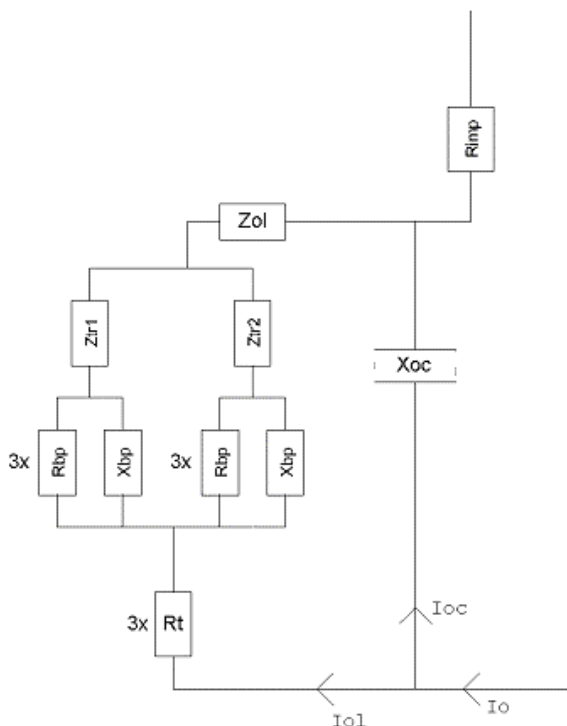 Rimp
Zol
Ztr1
Ztr2
Xoc
3x
Rbp
Xbp
3x
Rbp
Xbp
3x
Rt
Ioc
Iol
Io